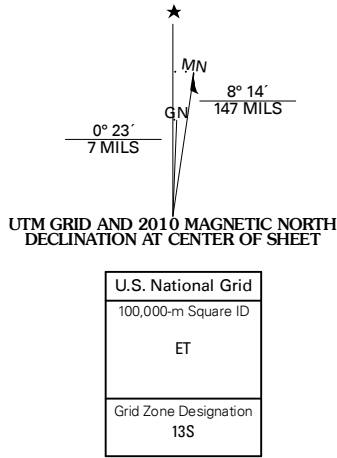 ★
MN
GN
8° 14´
147 MILS
0° 23´
7 MILS
UTM GRID AND 2010 MAGNETIC NORTH
DECLINATION AT CENTER OF SHEET
U.S. National Grid
100,000-m Square ID
ET
Grid Zone Designation
13S